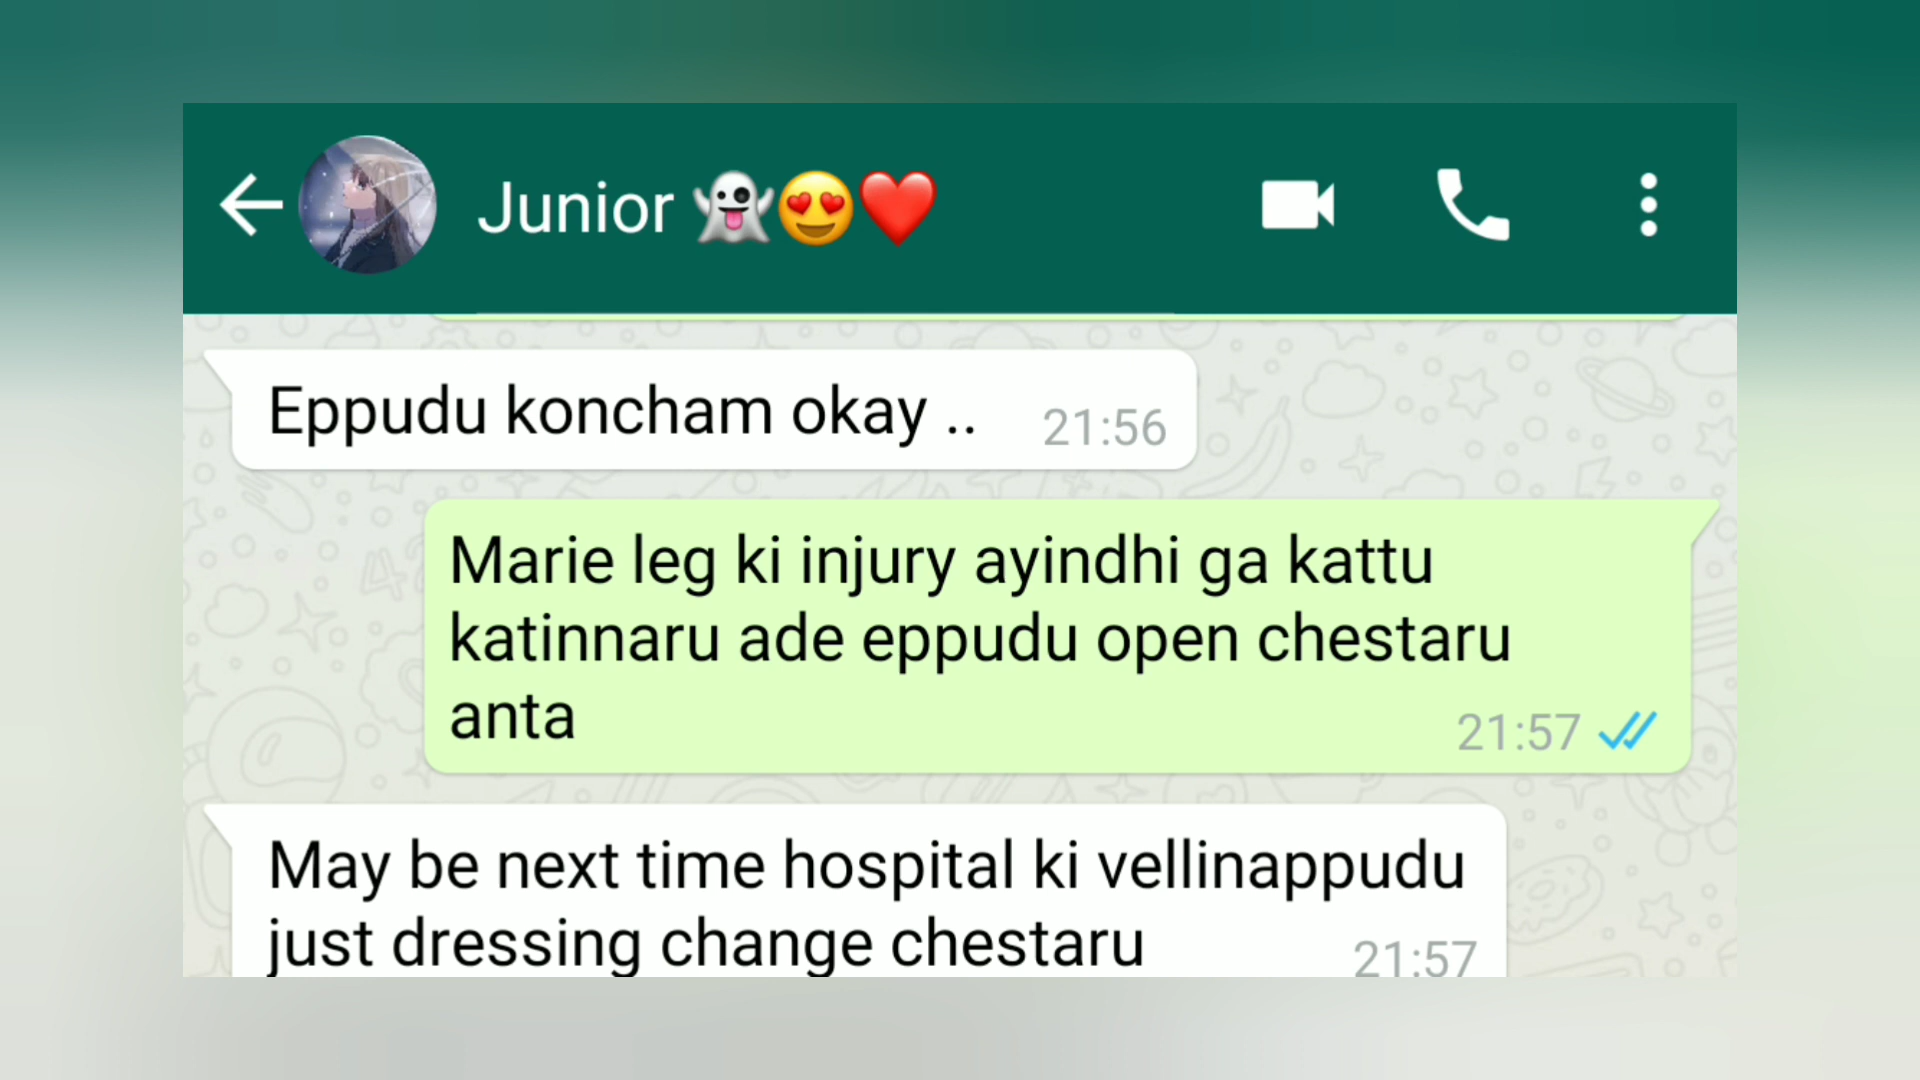 Junior 👻😍❤️
Eppudu koncham okay ..
21:56
Marie leg ki injury ayindhi ga kattu
katinnaru ade eppudu open chestaru
anta
21:57
May be next time hospital ki vellinappudu
just dressing change chestaru
21:57